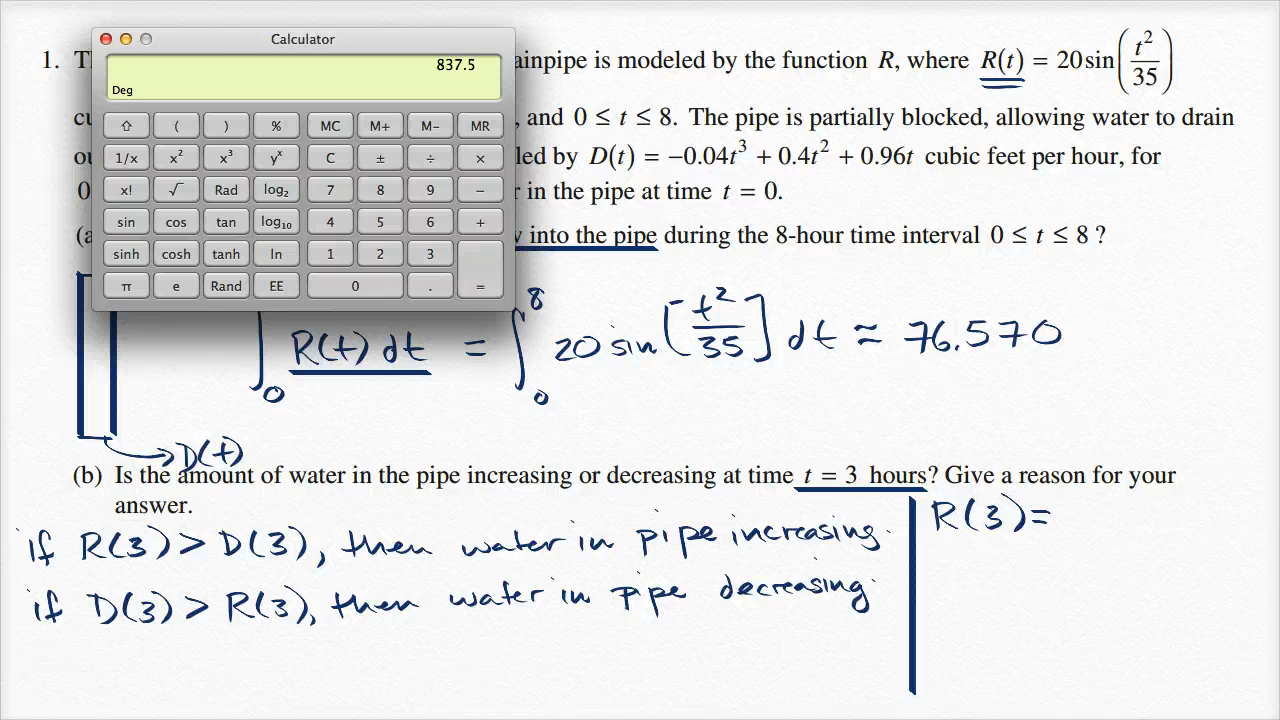 Calculator
837.5
Deg
⇧ ( ) % MC M+ M− MR
1/x x² x³ yˣ C ± ÷ ×
x! √ Rad log₂ 7 8 9 −
sin cos tan log₁₀ 4 5 6 +
sinh cosh tanh ln 1 2 3
π e Rand EE 0 . =
1. ainpipe is modeled by the function R, where R(t) = 20sin(t²/35)
, and 0 ≤ t ≤ 8. The pipe is partially blocked, allowing water to drain
led by D(t) = −0.04t³ + 0.4t² + 0.96t cubic feet per hour, for
0 r in the pipe at time t = 0.
into the pipe during the 8-hour time interval 0 ≤ t ≤ 8 ?
∫₀ R(t) dt = ∫₀⁸ 20 sin [t²/35] dt ≈ 76.570
D(t)
(b) Is the amount of water in the pipe increasing or decreasing at time t = 3 hours? Give a reason for your
answer.
if R(3) > D(3), then water in pipe increasing.
if D(3) > R(3), then water in pipe decreasing
R(3)=